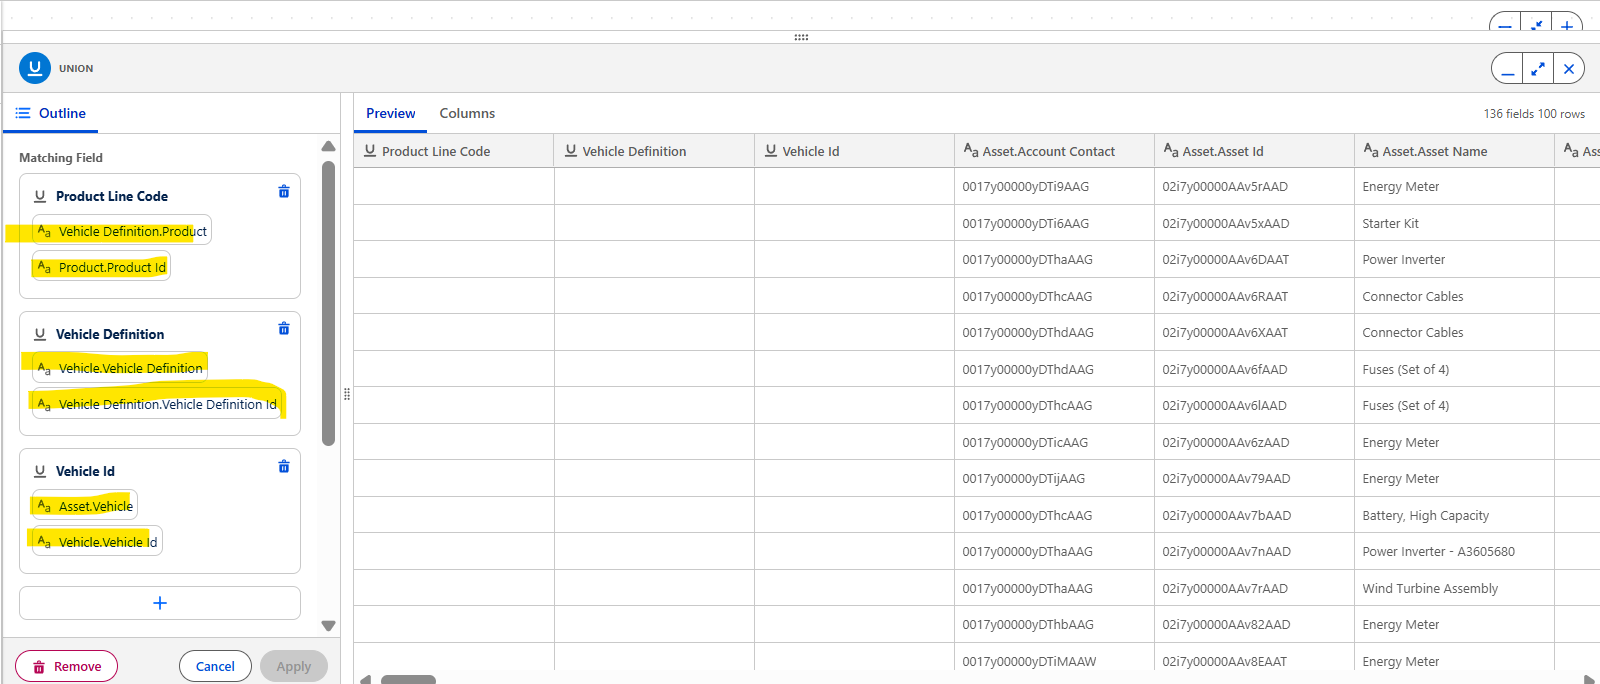 UNION
Outline
Preview Columns 136 fields 100 rows
Matching Field
Product Line Code
Vehicle Definition.Product
Product.Product Id
Vehicle Definition
Vehicle.Vehicle Definition
Vehicle Definition.Vehicle Definition Id
Vehicle Id
Asset.Vehicle
Vehicle.Vehicle Id
Remove Cancel Apply
Product Line Code Vehicle Definition Vehicle Id Asset.Account Contact Asset.Asset Id Asset.Asset Name Ass
0017y00000yDTi9AAG 02i7y00000AAv5rAAD Energy Meter
0017y00000yDTi6AAG 02i7y00000AAv5xAAD Starter Kit
0017y00000yDThaAAG 02i7y00000AAv6DAAT Power Inverter
0017y00000yDThcAAG 02i7y00000AAv6RAAT Connector Cables
0017y00000yDThdAAG 02i7y00000AAv6XAAT Connector Cables
0017y00000yDThdAAG 02i7y00000AAv6fAAD Fuses (Set of 4)
0017y00000yDThcAAG 02i7y00000AAv6lAAD Fuses (Set of 4)
0017y00000yDTicAAG 02i7y00000AAv6zAAD Energy Meter
0017y00000yDTijAAG 02i7y00000AAv79AAD Energy Meter
0017y00000yDThcAAG 02i7y00000AAv7bAAD Battery, High Capacity
0017y00000yDThaAAG 02i7y00000AAv7nAAD Power Inverter - A3605680
0017y00000yDThaAAG 02i7y00000AAv7rAAD Wind Turbine Assembly
0017y00000yDThbAAG 02i7y00000AAv82AAD Energy Meter
0017y00000yDTiMAAW 02i7y00000AAv8EAAT Energy Meter